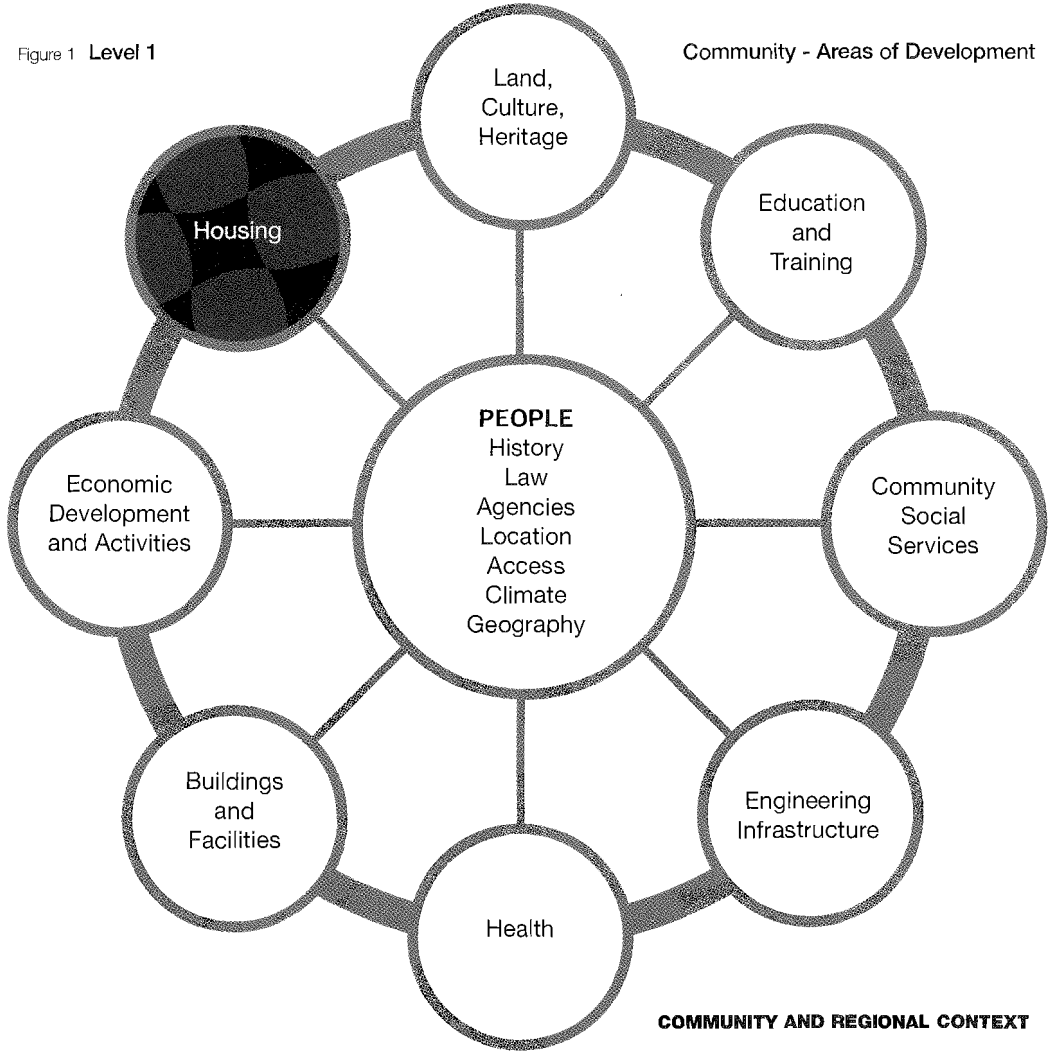 Figure 1 Level 1
Community - Areas of Development
Land,
Culture,
Heritage
Education
and
Training
Housing
PEOPLE
History
Law
Agencies
Location
Access
Climate
Geography
Economic
Development
and Activities
Community
Social
Services
Buildings
and
Facilities
Engineering
Infrastructure
Health
COMMUNITY AND REGIONAL CONTEXT